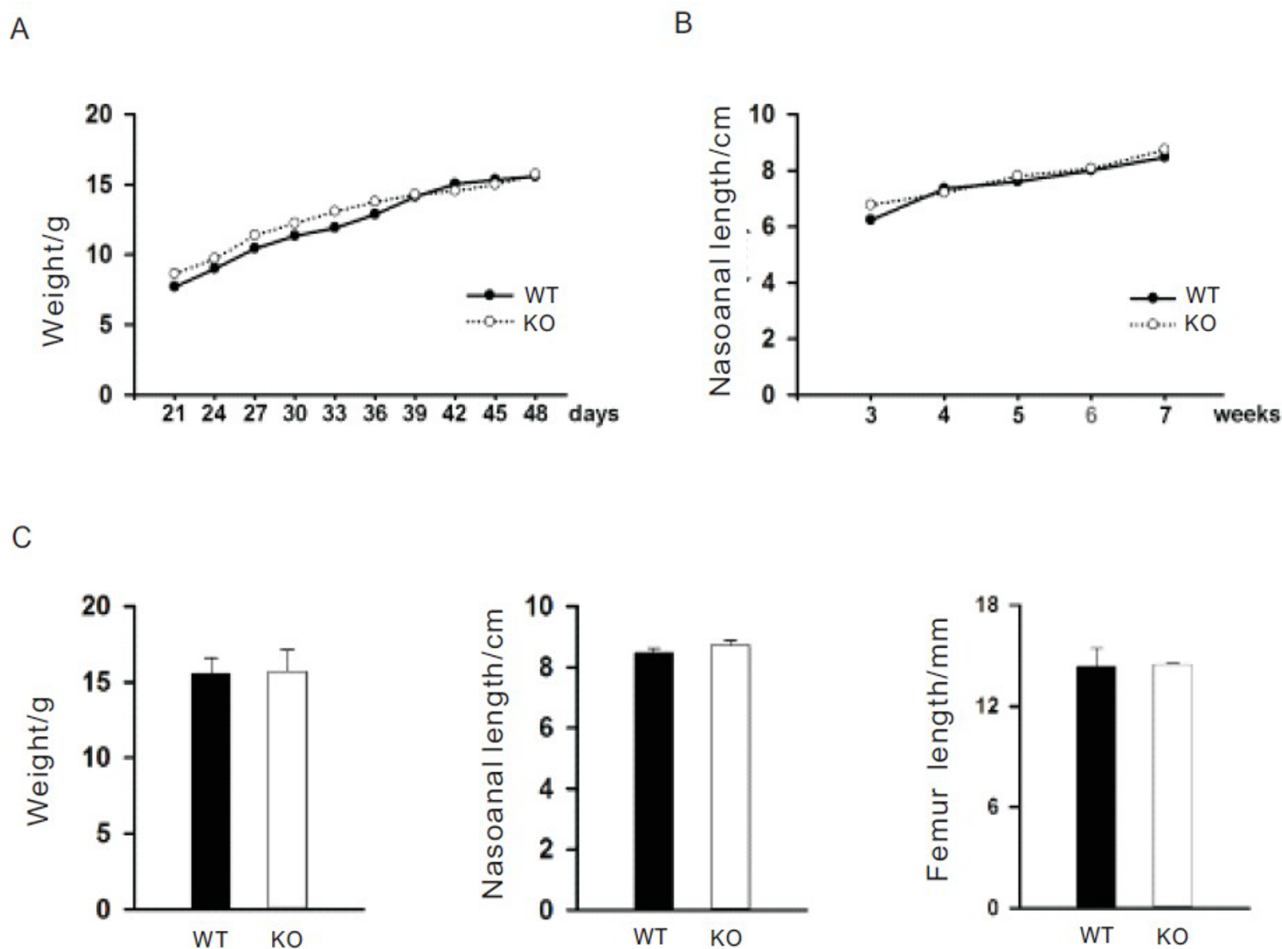 A
B
Weight/g
20
15
10
5
0
21 24 27 30 33 36 39 42 45 48 days
WT
KO
Nasoanal length/cm
10
8
6
4
2
0
3 4 5 6 7 weeks
WT
KO
C
Weight/g
20
15
10
5
0
WT KO
Nasoanal length/cm
10
8
6
4
2
0
WT KO
Femur length/mm
18
12
6
0
WT KO